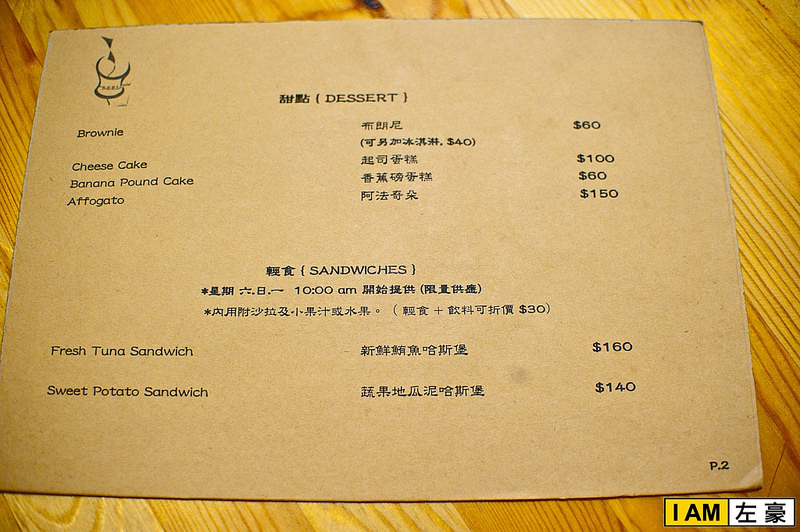 甜點 { DESSERT }
Brownie 布朗尼 $60
(可另加冰淇淋, $40)
Cheese Cake 起司蛋糕 $100
Banana Pound Cake 香蕉磅蛋糕 $60
Affogato 阿法奇朵 $150
輕食 { SANDWICHES }
*星期 六.日.一 10:00 am 開始提供 (限量供應)
*內用附沙拉及小果汁或水果。( 輕食 + 飲料可折價 $30)
Fresh Tuna Sandwich 新鮮鮪魚哈斯堡 $160
Sweet Potato Sandwich 蔬果地瓜泥哈斯堡 $140
P.2
I AM 左豪